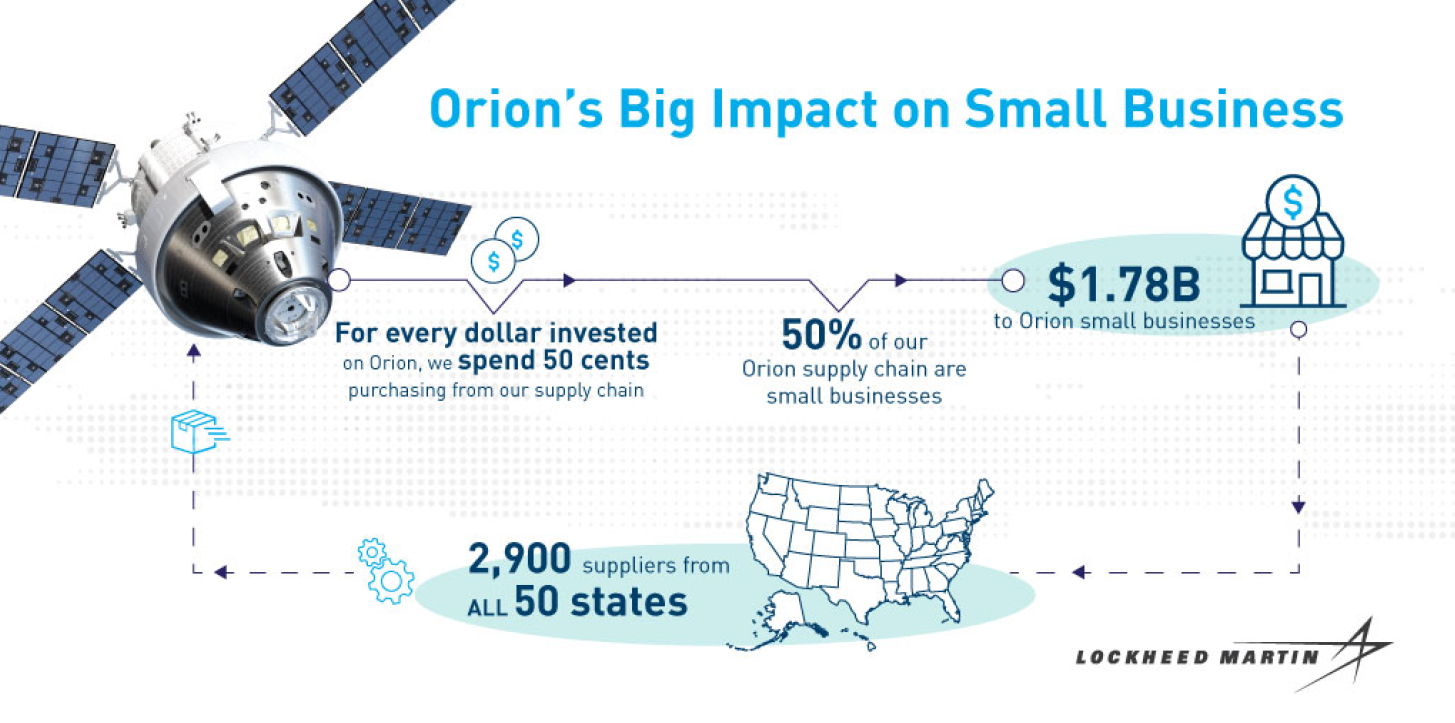 Orion's Big Impact on Small Business
$
$
$
For every dollar invested
on Orion, we spend 50 cents
purchasing from our supply chain
50% of our
Orion supply chain are
small businesses
$1.78B
to Orion small businesses
2,900 suppliers from
ALL 50 states
LOCKHEED MARTIN